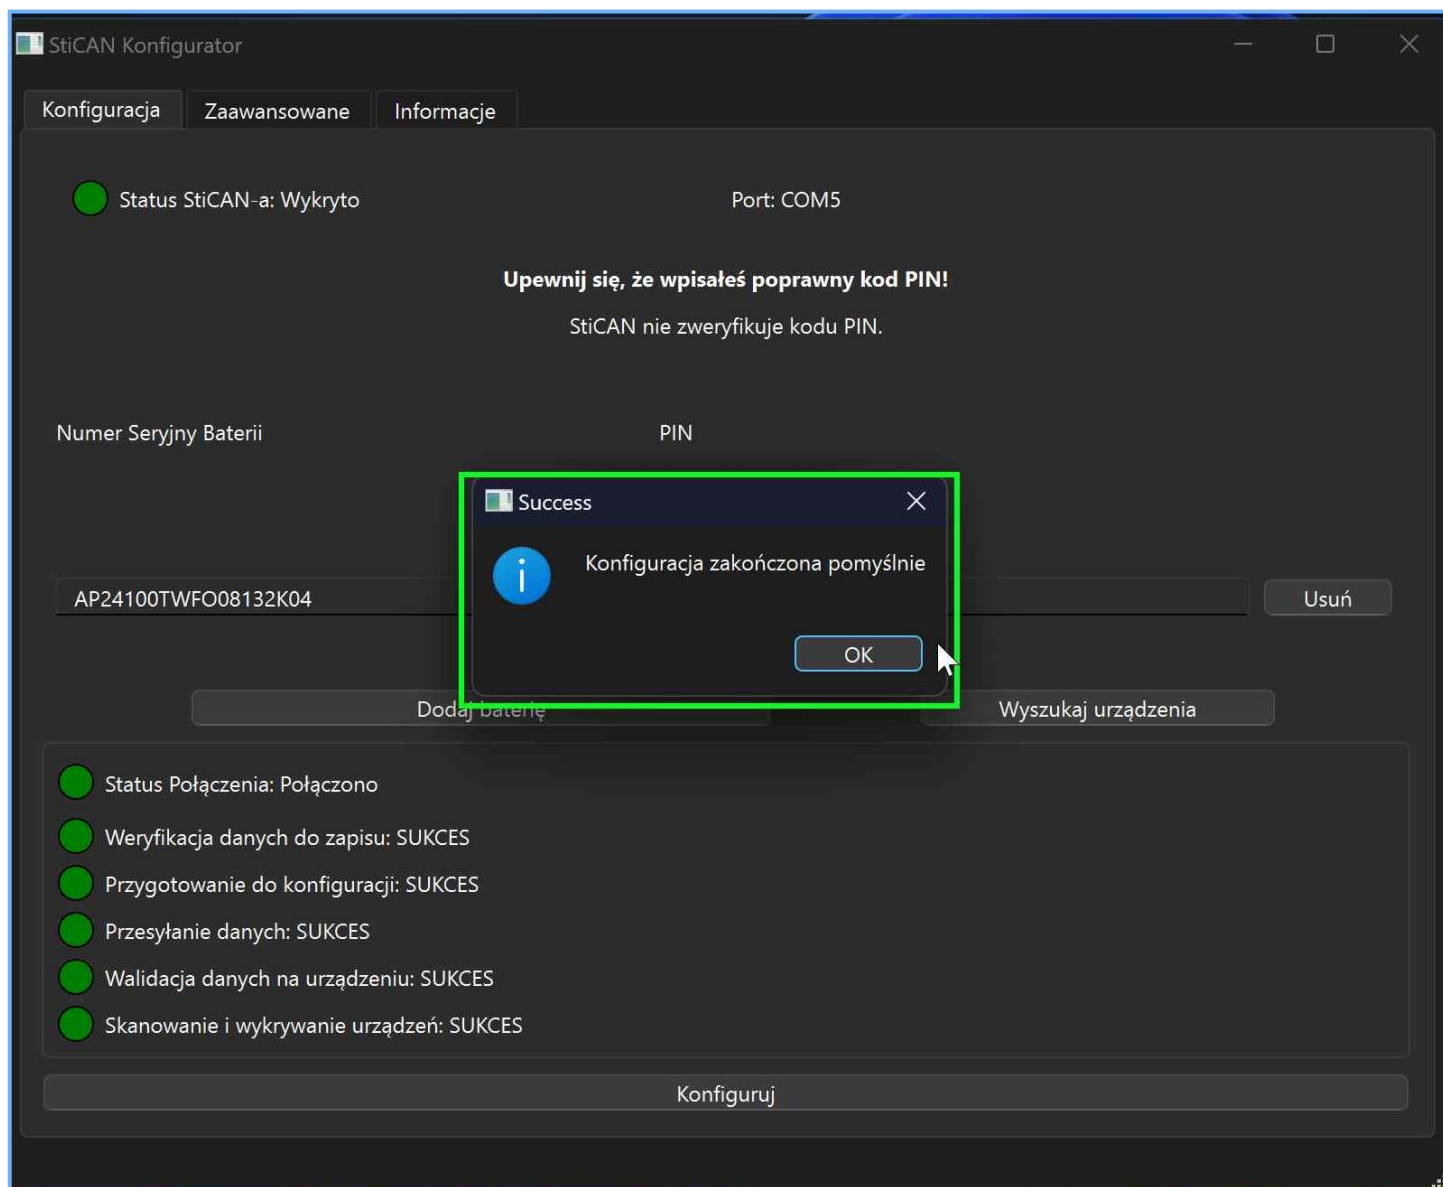 StiCAN Konfigurator
Konfiguracja Zaawansowane Informacje
Status StiCAN-a: Wykryto Port: COM5
Upewnij się, że wpisałeś poprawny kod PIN!
StiCAN nie zweryfikuje kodu PIN.
Numer Seryjny Baterii PIN
Success
Konfiguracja zakończona pomyślnie
AP24100TWFO08132K04 Usuń
OK
Dodaj baterię Wyszukaj urządzenia
Status Połączenia: Połączono
Weryfikacja danych do zapisu: SUKCES
Przygotowanie do konfiguracji: SUKCES
Przesyłanie danych: SUKCES
Walidacja danych na urządzeniu: SUKCES
Skanowanie i wykrywanie urządzeń: SUKCES
Konfiguruj